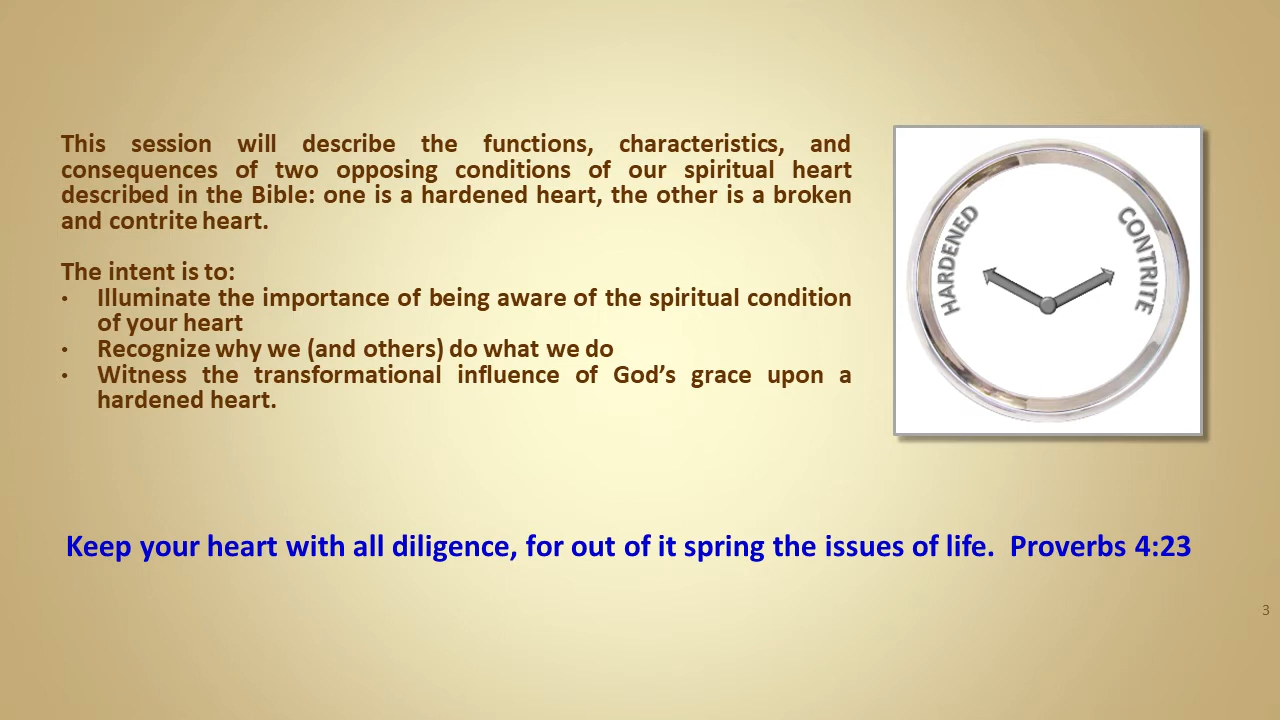 This session will describe the functions, characteristics, and
consequences of two opposing conditions of our spiritual heart
described in the Bible: one is a hardened heart, the other is a broken
and contrite heart.
The intent is to:
• Illuminate the importance of being aware of the spiritual condition
of your heart
• Recognize why we (and others) do what we do
• Witness the transformational influence of God’s grace upon a
hardened heart.
HARDENED
CONTRITE
Keep your heart with all diligence, for out of it spring the issues of life.  Proverbs 4:23
3